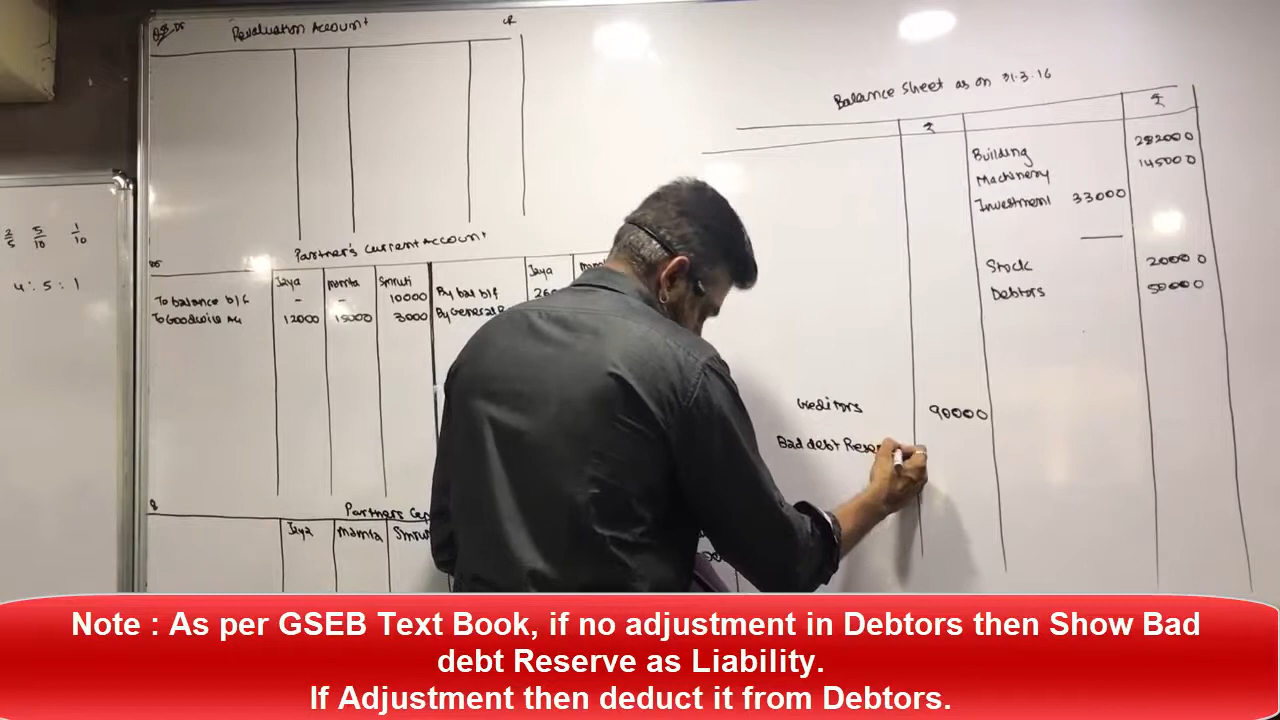 Revaluation Account
Cr
2/5 5/10 1/10
4 : 5 : 1
Partner's Current Account
Jaya mamta Smruti Jaya
To balance b/f - - 10000 By bal b/f
To Goodwill A/c 12000 15000 3000 By General
Partners Cap
Jaya mamta Smru
Balance Sheet as on 31.3.16
₹ ₹
Building 282000
Machinery 145000
Investment 33000
Stock 20000
Debtors 50000
Creditors 90000
Bad debt Rese
Note : As per GSEB Text Book, if no adjustment in Debtors then Show Bad
debt Reserve as Liability.
If Adjustment then deduct it from Debtors.